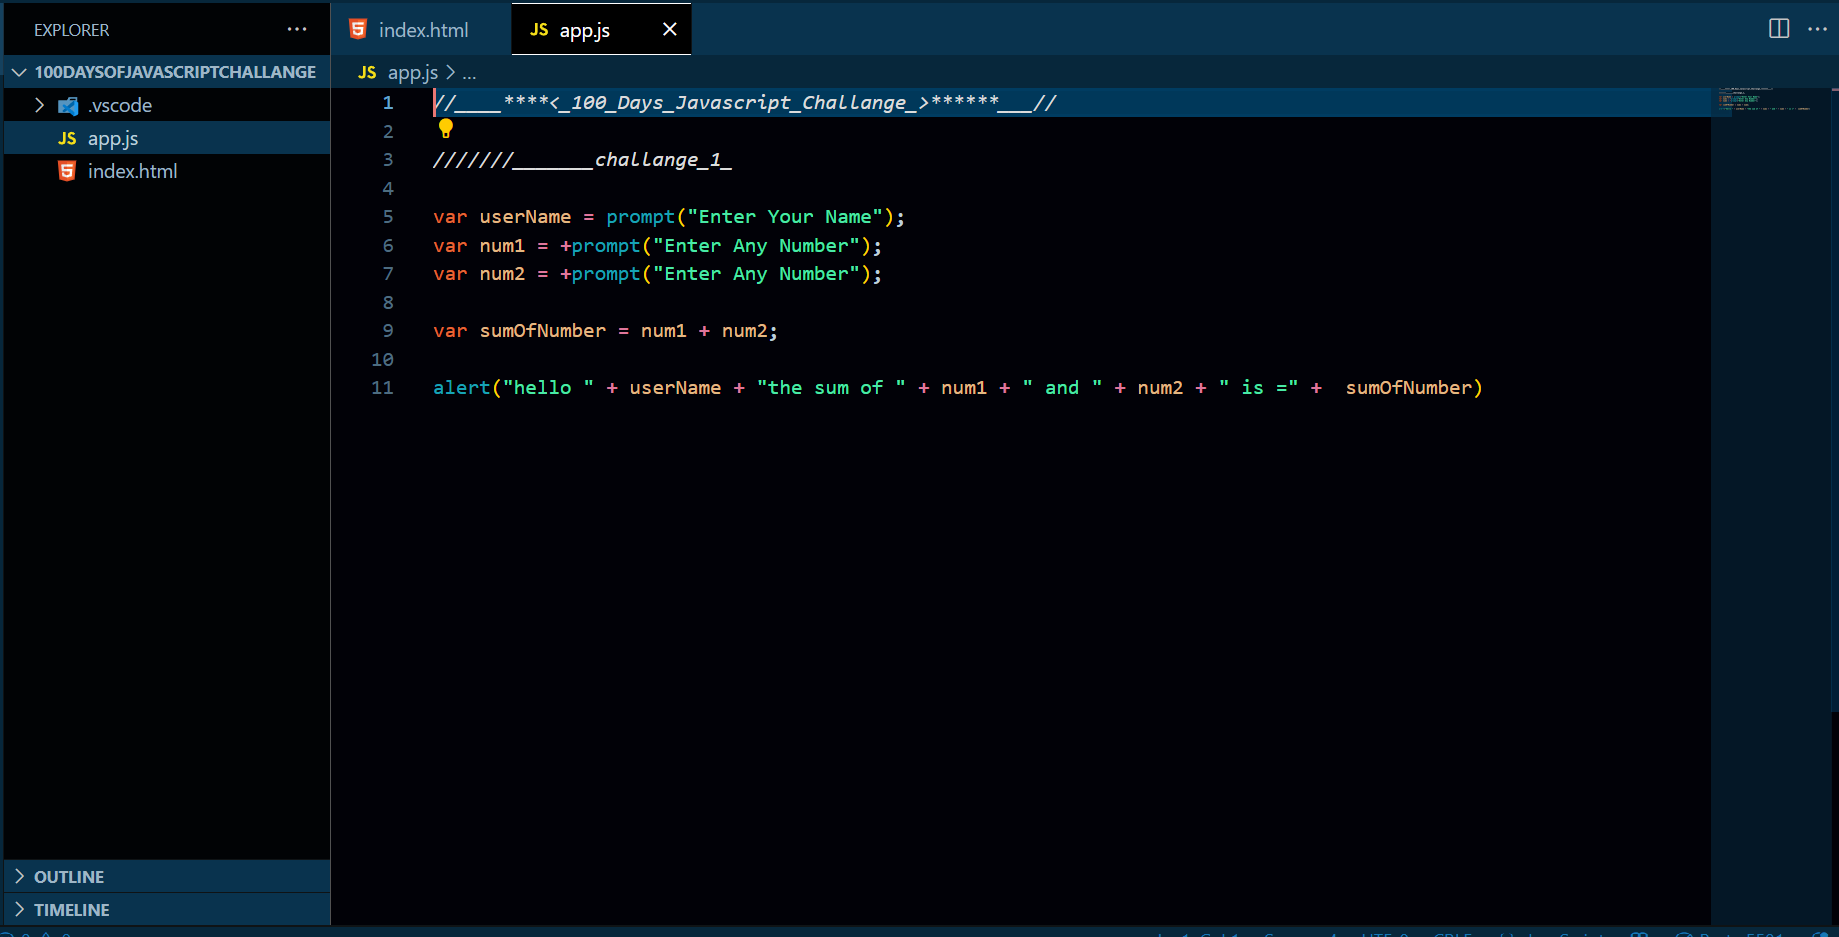 EXPLORER
index.html
JS app.js
100DAYSOFJAVASCRIPTCHALLANGE
JS app.js > ...
.vscode
JS app.js
index.html
1 //____****<_100_Days_Javascript_Challange_>******___//
2
3 ///////_______challange_1_
4
5 var userName = prompt("Enter Your Name");
6 var num1 = +prompt("Enter Any Number");
7 var num2 = +prompt("Enter Any Number");
8
9 var sumOfNumber = num1 + num2;
10
11 alert("hello " + userName + "the sum of " + num1 + " and " + num2 + " is =" +  sumOfNumber)
OUTLINE
TIMELINE